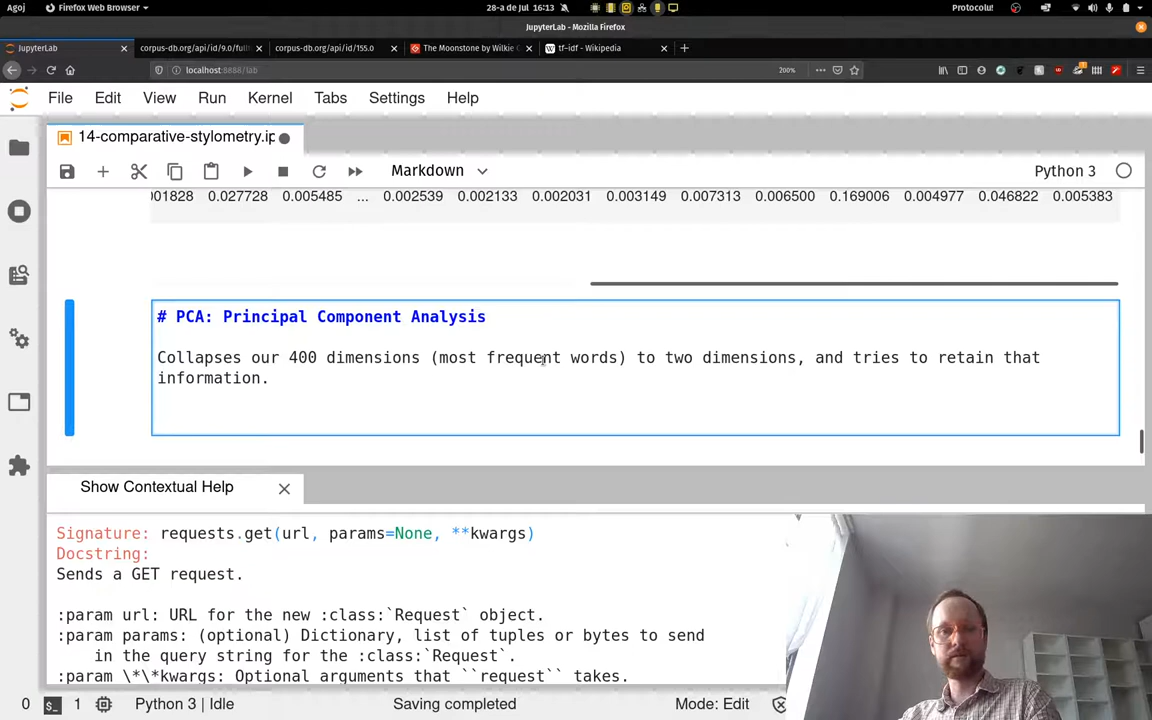 Agoj Firefox Web Browser 28-a de Jul 16:13 Protocolu!
JupyterLab - Mozilla Firefox
JupyterLab corpus-db.org/api/id/9.0/full corpus-db.org/api/id/155.0 The Moonstone by Wilkie C tf-idf - Wikipedia
localhost:8888/lab 200%
File Edit View Run Kernel Tabs Settings Help
14-comparative-stylometry.ip
Markdown Python 3
001828 0.027728 0.005485 ... 0.002539 0.002133 0.002031 0.003149 0.007313 0.006500 0.169006 0.004977 0.046822 0.005383
# PCA: Principal Component Analysis
Collapses our 400 dimensions (most frequent words) to two dimensions, and tries to retain that
information.
Show Contextual Help
Signature: requests.get(url, params=None, **kwargs)
Docstring:
Sends a GET request.
:param url: URL for the new :class:`Request` object.
:param params: (optional) Dictionary, list of tuples or bytes to send
in the query string for the :class:`Request`.
:param \*\*kwargs: Optional arguments that ``request`` takes.
0 1 Python 3 | Idle Saving completed Mode: Edit